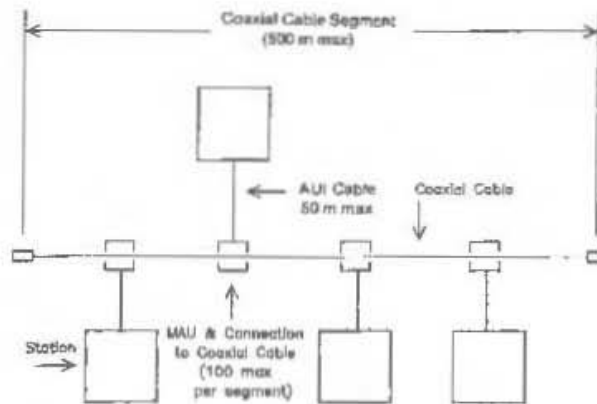 Coaxial Cable Segment
(500 m max)
AUI Cable
50 m max
Coaxial Cable
Station
MAU & Connection
to Coaxial Cable
(100 max
per segment)